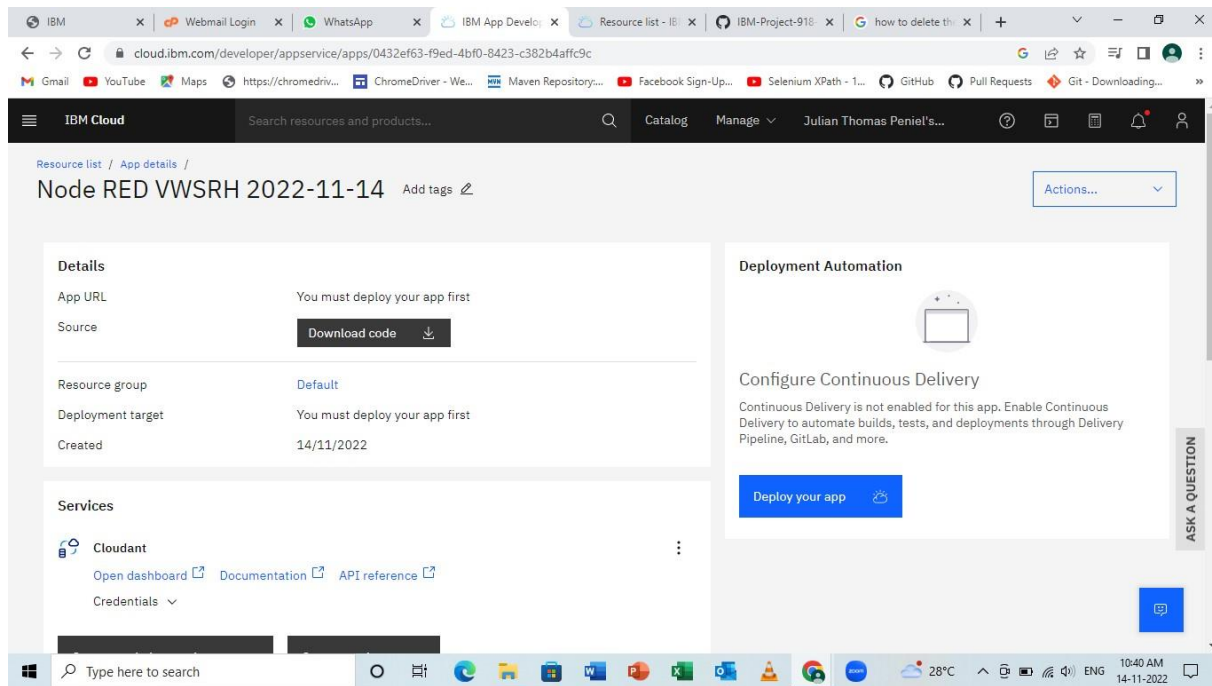 IBM
Webmail Login
WhatsApp
IBM App Develo
Resource list - IB
IBM-Project-918
how to delete th
cloud.ibm.com/developer/appservice/apps/0432ef63-f9ed-4bf0-8423-c382b4affc9c
Gmail YouTube Maps https://chromedriv... ChromeDriver - We... Maven Repository:... Facebook Sign-Up... Selenium XPath - 1... GitHub Pull Requests Git - Downloading... »
IBM Cloud Search resources and products... Catalog Manage Julian Thomas Peniel's...
Resource list / App details /
Node RED VWSRH 2022-11-14 Add tags
Actions...
Details
App URL You must deploy your app first
Source Download code
Resource group Default
Deployment target You must deploy your app first
Created 14/11/2022
Services
Cloudant
Open dashboard Documentation API reference
Credentials
Deployment Automation
Configure Continuous Delivery
Continuous Delivery is not enabled for this app. Enable Continuous
Delivery to automate builds, tests, and deployments through Delivery
Pipeline, GitLab, and more.
Deploy your app
ASK A QUESTION
Type here to search
28°C ENG 10:40 AM
14-11-2022